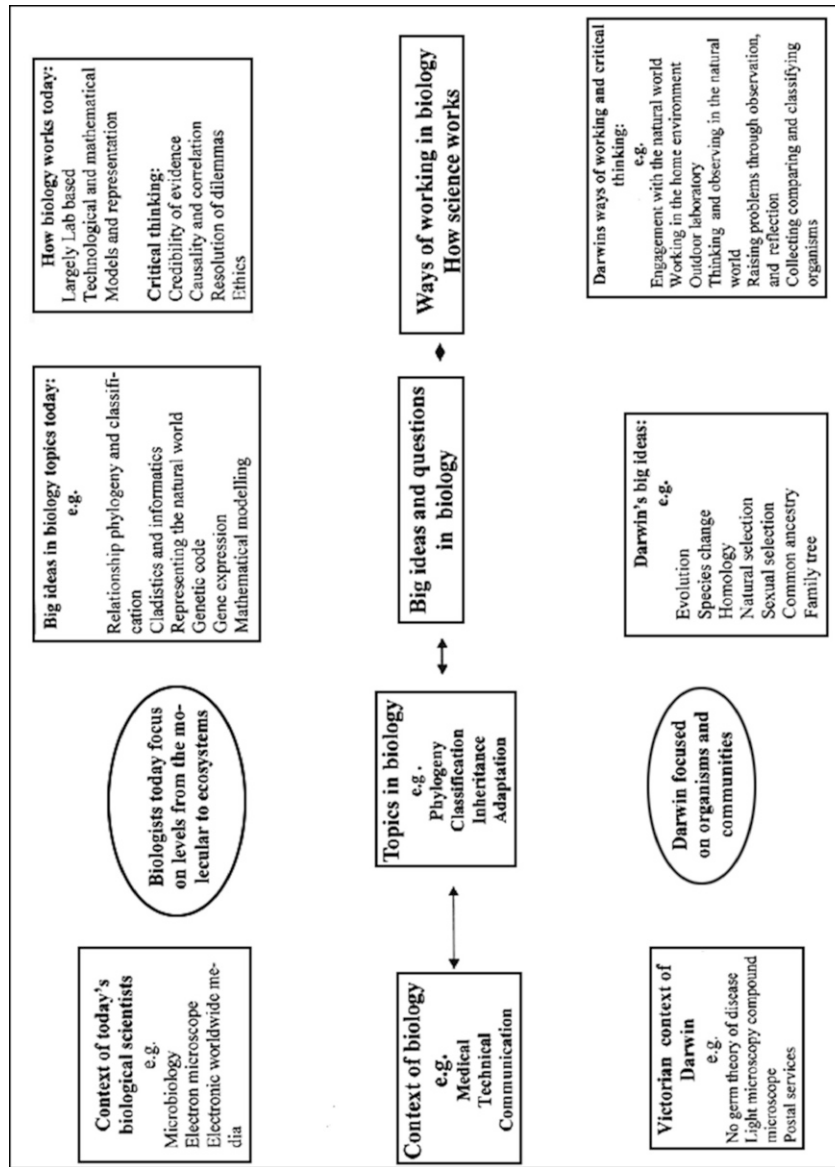 Context of today's
biological scientists
e.g.
Microbiology
Electron microscope
Electronic worldwide me-
dia
Biologists today focus
on levels from the mo-
lecular to ecosystems
Big ideas in biology topics today:
e.g.
Relationship phylogeny and classifi-
cation
Cladistics and informatics
Representing the natural world
Genetic code
Gene expression
Mathematical modelling
How biology works today:
Largely Lab based
Technological and mathematical
Models and representation
Critical thinking:
Credibility of evidence
Causality and correlation
Resolution of dilemmas
Ethics
Context of biology
e.g.
Medical
Technical
Communication
Topics in biology
e.g.
Phylogeny
Classification
Inheritance
Adaptation
Big ideas and questions
in biology
Ways of working in biology
How science works
Victorian context of
Darwin
e.g.
No germ theory of disease
Light microscopy compound
microscope
Postal services
Darwin focused
on organisms and
communities
Darwin's big ideas:
e.g.
Evolution
Species change
Homology
Natural selection
Sexual selection
Common ancestry
Family tree
Darwins ways of working and critical
thinking:
e.g.
Engagement with the natural world
Working in the home environment
Outdoor laboratory
Thinking and observing in the natural
world
Raising problems through observation,
and reflection
Collecting comparing and classifying
organisms